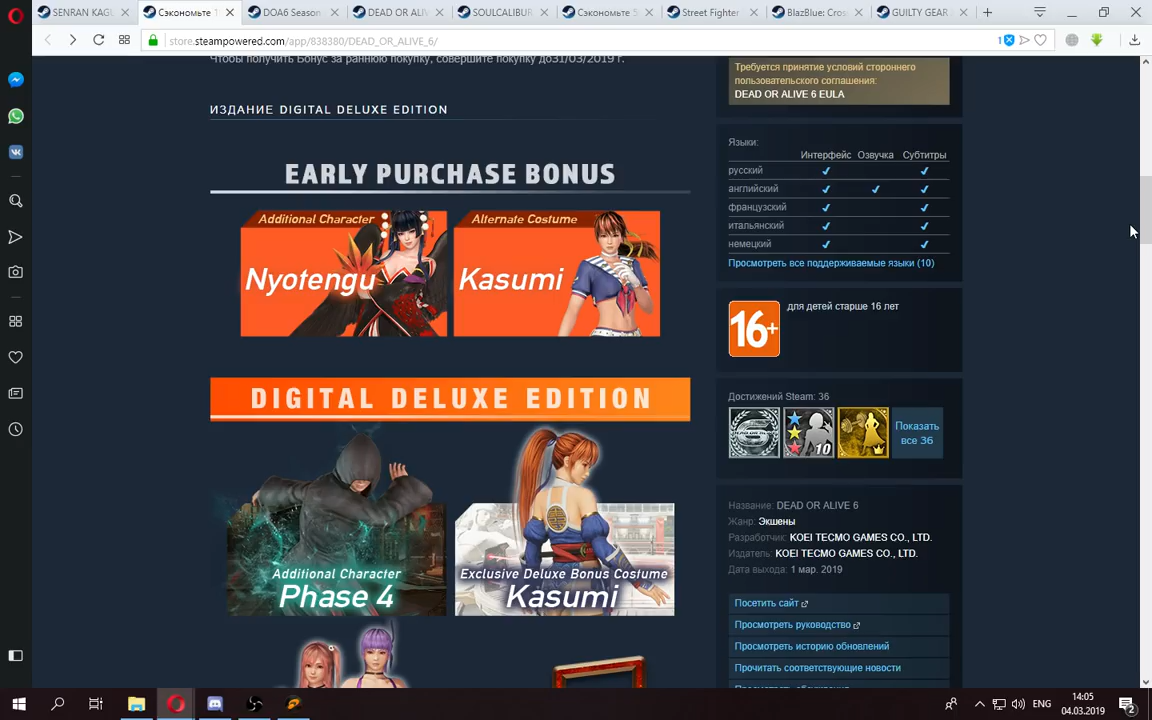 SENRAN KAGU
Сэкономьте 1
DOA6 Season
DEAD OR ALIV
SOULCALIBUR
Сэкономьте 5
Street Fighter
BlazBlue: Cros
GUILTY GEAR
store.steampowered.com/app/838380/DEAD_OR_ALIVE_6/
1
Чтобы получить Бонус за раннюю покупку, совершите покупку до31/03/2019 г.
ИЗДАНИЕ DIGITAL DELUXE EDITION
EARLY PURCHASE BONUS
Additional Character
Nyotengu
Alternate Costume
Kasumi
DIGITAL DELUXE EDITION
Additional Character
Phase 4
Exclusive Deluxe Bonus Costume
Kasumi
Требуется принятие условий стороннего
пользовательского соглашения:
DEAD OR ALIVE 6 EULA
Языки:
Интерфейс Озвучка Субтитры
русский
английский
французский
итальянский
немецкий
Просмотреть все поддерживаемые языки (10)
16+
для детей старше 16 лет
Достижений Steam: 36
10
Показать
все 36
Название: DEAD OR ALIVE 6
Жанр: Экшены
Разработчик: KOEI TECMO GAMES CO., LTD.
Издатель: KOEI TECMO GAMES CO., LTD.
Дата выхода: 1 мар. 2019
Посетить сайт
Просмотреть руководство
Просмотреть историю обновлений
Прочитать соответствующие новости
ENG
14:05
04.03.2019
2